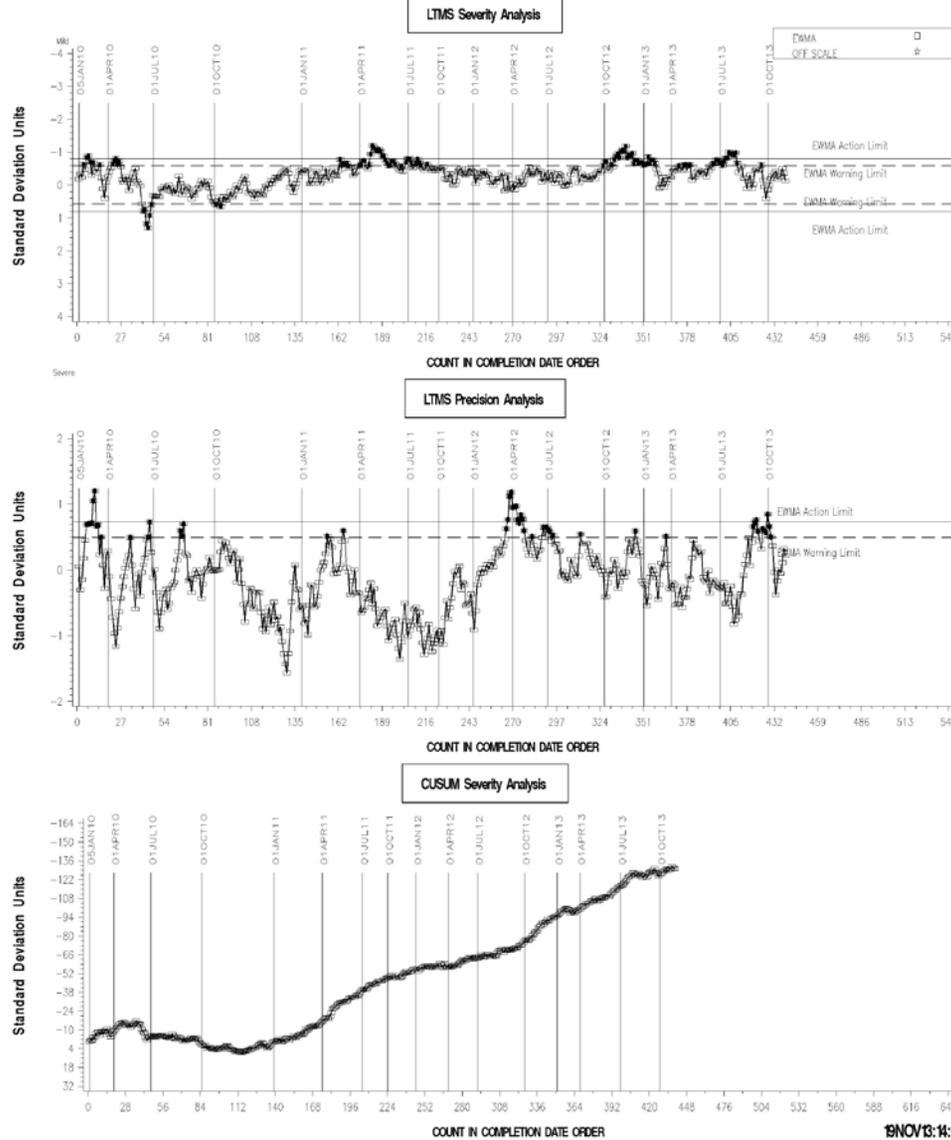 LTMS Severity Analysis
Mild
EWMA
OFF SCALE
05JAN10 01APR10 01JUL10 01OCT10 01JAN11 01APR11 01JUL11 01OCT11 01JAN12 01APR12 01JUL12 01OCT12 01JAN13 01APR13 01JUL13 01OCT13
Standard Deviation Units
-4
-3
-2
-1
0
1
2
3
4
EWMA Action Limit
EWMA Warning Limit
EWMA Warning Limit
EWMA Action Limit
0 27 54 81 108 135 162 189 216 243 270 297 324 351 378 405 432 459 486 513
COUNT IN COMPLETION DATE ORDER
Severe
LTMS Precision Analysis
05JAN10 01APR10 01JUL10 01OCT10 01JAN11 01APR11 01JUL11 01OCT11 01JAN12 01APR12 01JUL12 01OCT12 01JAN13 01APR13 01JUL13 01OCT13
Standard Deviation Units
2
1
0
-1
-2
EWMA Action Limit
EWMA Warning Limit
0 27 54 81 108 135 162 189 216 243 270 297 324 351 378 405 432 459 486 513
COUNT IN COMPLETION DATE ORDER
CUSUM Severity Analysis
05JAN10 01APR10 01JUL10 01OCT10 01JAN11 01APR11 01JUL11 01OCT11 01JAN12 01APR12 01JUL12 01OCT12 01JAN13 01APR13 01JUL13 01OCT13
Standard Deviation Units
-164
-150
-136
-122
-108
-94
-80
-66
-52
-38
-24
-10
4
18
32
0 28 56 84 112 140 168 196 224 252 280 308 336 364 392 420 448 476 504 532 560 588 616
COUNT IN COMPLETION DATE ORDER
19NOV13:14: